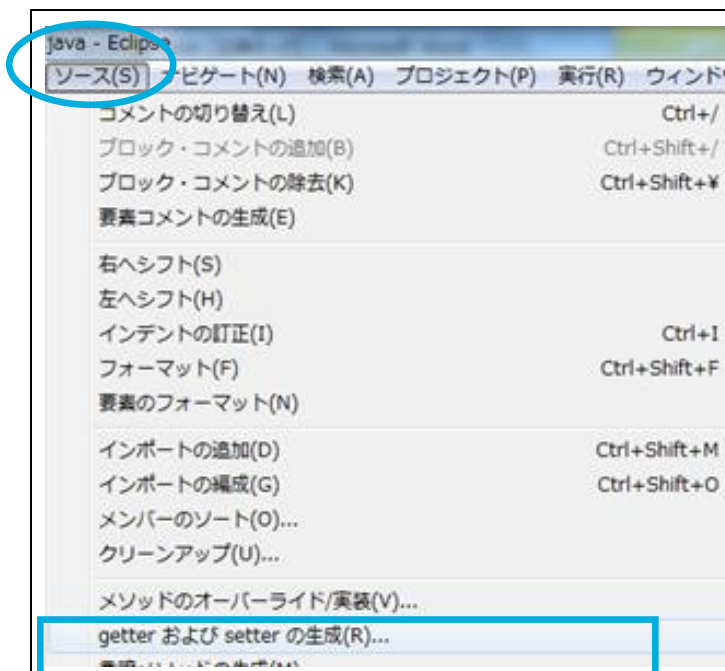 java - Eclipse
ソース(S) ナビゲート(N) 検索(A) プロジェクト(P) 実行(R) ウィンド
コメントの切り替え(L) Ctrl+/
ブロック・コメントの追加(B) Ctrl+Shift+/
ブロック・コメントの除去(K) Ctrl+Shift+¥
要素コメントの生成(E)
右へシフト(S)
左へシフト(H)
インデントの訂正(I) Ctrl+I
フォーマット(F) Ctrl+Shift+F
要素のフォーマット(N)
インポートの追加(D) Ctrl+Shift+M
インポートの編成(G) Ctrl+Shift+O
メンバーのソート(O)...
クリーンアップ(U)...
メソッドのオーバーライド/実装(V)...
getter および setter の生成(R)...